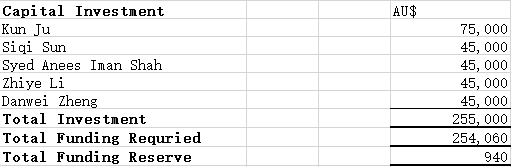 Capital Investment AU$
Kun Ju 75,000
Siqi Sun 45,000
Syed Anees Iman Shah 45,000
Zhiye Li 45,000
Danwei Zheng 45,000
Total Investment 255,000
Total Funding Requried 254,060
Total Funding Reserve 940